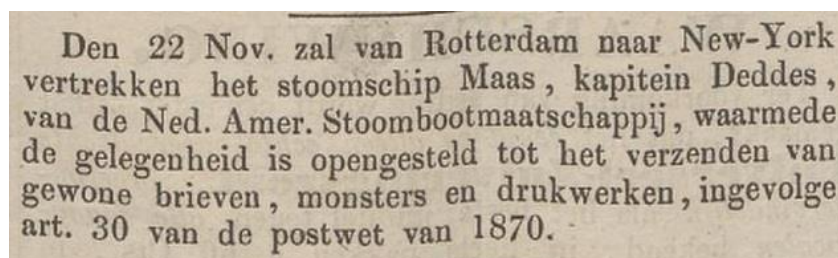 Den 22 Nov. zal van Rotterdam naar New-York
vertrekken het stoomschip Maas, kapitein Deddes,
van de Ned. Amer. Stoombootmaatschappij, waarmede
de gelegenheid is opengesteld tot het verzenden van
gewone brieven, monsters en drukwerken, ingevolge
art. 30 van de postwet van 1870.